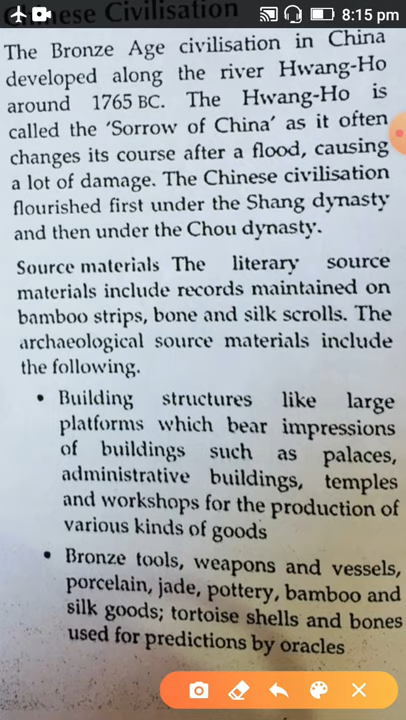 nese Civilisation
8:15 pm
The Bronze Age civilisation in China
developed along the river Hwang-Ho
around 1765 BC. The Hwang-Ho is
called the 'Sorrow of China' as it often
changes its course after a flood, causing
a lot of damage. The Chinese civilisation
flourished first under the Shang dynasty
and then under the Chou dynasty.
Source materials The literary source
materials include records maintained on
bamboo strips, bone and silk scrolls. The
archaeological source materials include
the following.
• Building structures like large
platforms which bear impressions
of buildings such as palaces,
administrative buildings, temples
and workshops for the production of
various kinds of goods
• Bronze tools, weapons and vessels,
porcelain, jade, pottery, bamboo and
silk goods; tortoise shells and bones
used for predictions by oracles